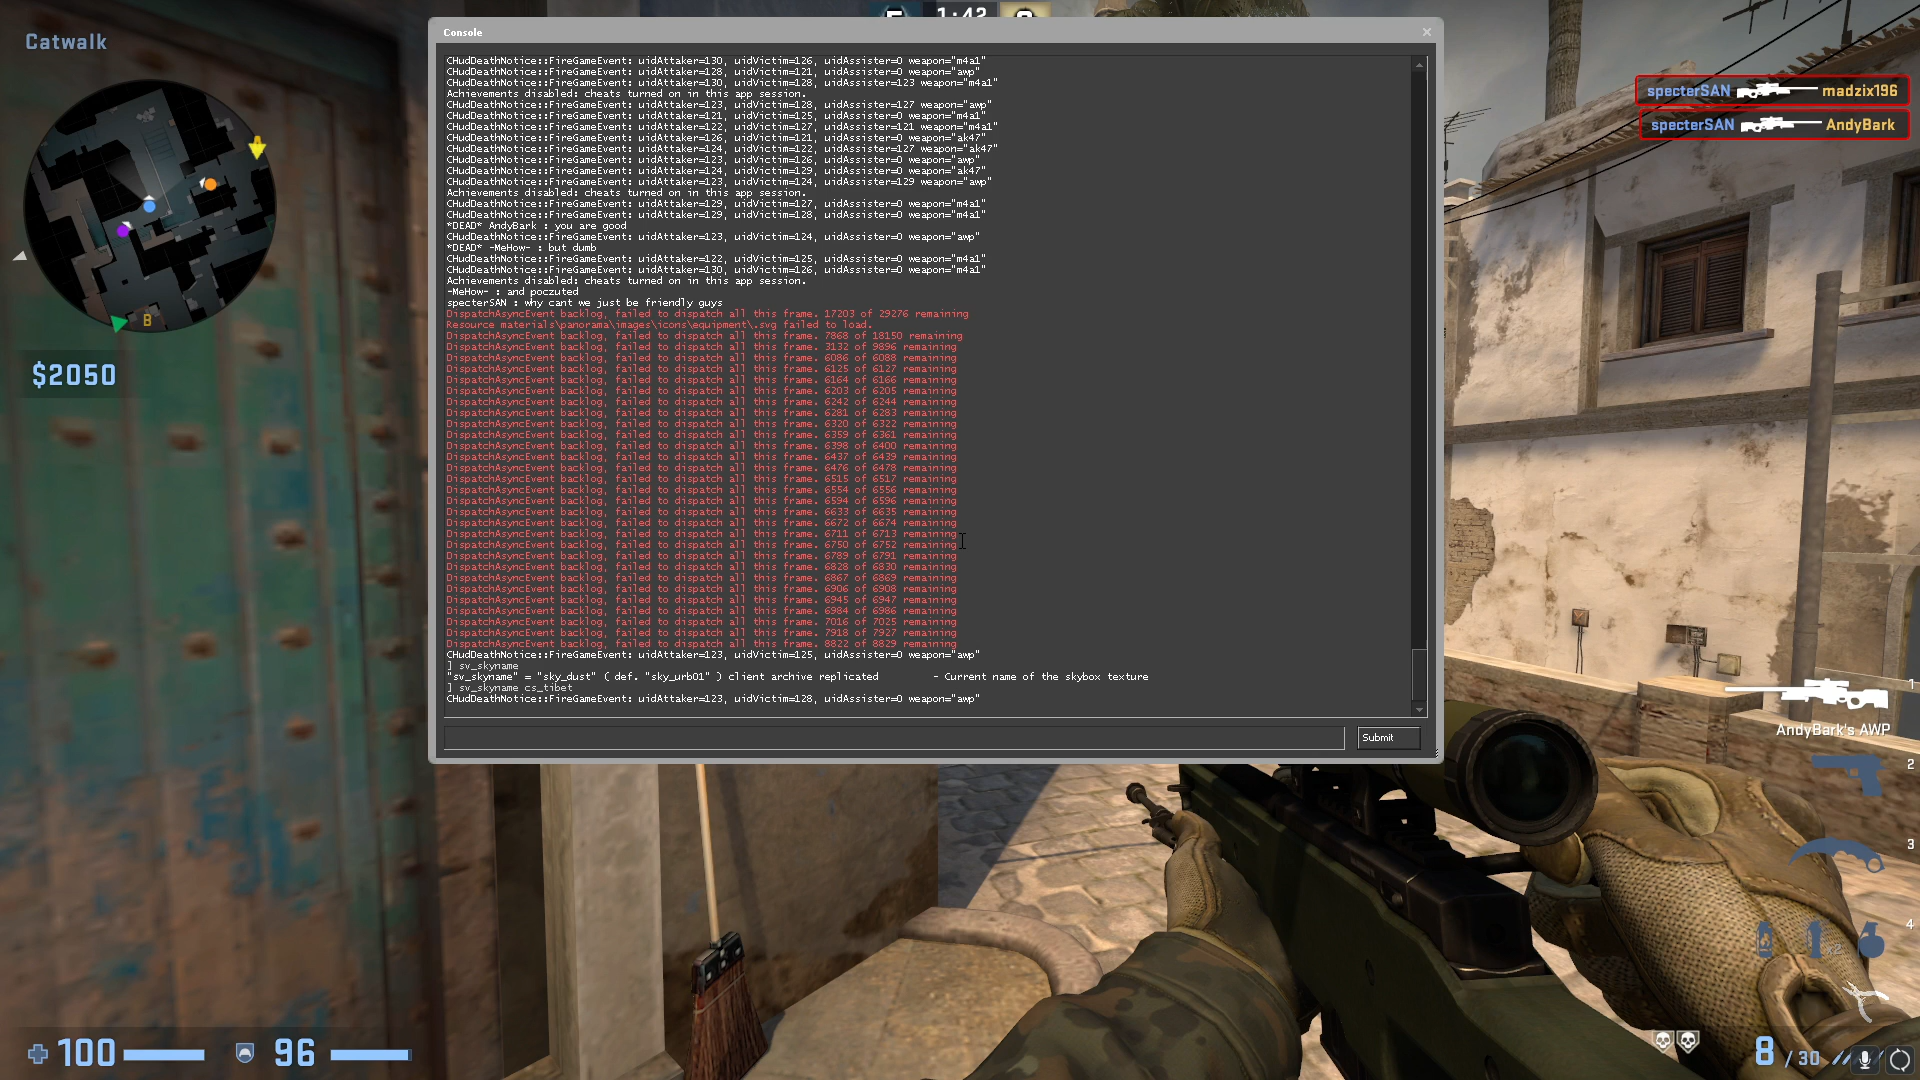 1:42
Catwalk
Console
CHudDeathNotice::FireGameEvent: uidAttaker=130, uidVictim=126, uidAssister=0 weapon="m4a1"
CHudDeathNotice::FireGameEvent: uidAttaker=128, uidVictim=121, uidAssister=0 weapon="awp"
CHudDeathNotice::FireGameEvent: uidAttaker=130, uidVictim=128, uidAssister=123 weapon="m4a1"
Achievements disabled: cheats turned on in this app session.
CHudDeathNotice::FireGameEvent: uidAttaker=123, uidVictim=128, uidAssister=127 weapon="awp"
CHudDeathNotice::FireGameEvent: uidAttaker=121, uidVictim=125, uidAssister=0 weapon="m4a1"
CHudDeathNotice::FireGameEvent: uidAttaker=122, uidVictim=127, uidAssister=121 weapon="m4a1"
CHudDeathNotice::FireGameEvent: uidAttaker=126, uidVictim=121, uidAssister=0 weapon="ak47"
CHudDeathNotice::FireGameEvent: uidAttaker=124, uidVictim=122, uidAssister=127 weapon="ak47"
CHudDeathNotice::FireGameEvent: uidAttaker=123, uidVictim=126, uidAssister=0 weapon="awp"
CHudDeathNotice::FireGameEvent: uidAttaker=124, uidVictim=129, uidAssister=0 weapon="ak47"
CHudDeathNotice::FireGameEvent: uidAttaker=123, uidVictim=124, uidAssister=129 weapon="awp"
Achievements disabled: cheats turned on in this app session.
CHudDeathNotice::FireGameEvent: uidAttaker=129, uidVictim=127, uidAssister=0 weapon="m4a1"
CHudDeathNotice::FireGameEvent: uidAttaker=129, uidVictim=128, uidAssister=0 weapon="m4a1"
*DEAD* AndyBark : you are good
CHudDeathNotice::FireGameEvent: uidAttaker=123, uidVictim=124, uidAssister=0 weapon="awp"
*DEAD* -MeHow- : but dumb
CHudDeathNotice::FireGameEvent: uidAttaker=122, uidVictim=125, uidAssister=0 weapon="m4a1"
CHudDeathNotice::FireGameEvent: uidAttaker=130, uidVictim=126, uidAssister=0 weapon="m4a1"
Achievements disabled: cheats turned on in this app session.
-MeHow- : and poczuted
specterSAN : why cant we just be friendly guys
DispatchAsyncEvent backlog, failed to dispatch all this frame. 17203 of 29276 remaining
Resource materials\panorama\images\icons\equipment\.svg failed to load.
DispatchAsyncEvent backlog, failed to dispatch all this frame. 7868 of 18150 remaining
DispatchAsyncEvent backlog, failed to dispatch all this frame. 3132 of 9896 remaining
DispatchAsyncEvent backlog, failed to dispatch all this frame. 6086 of 6088 remaining
DispatchAsyncEvent backlog, failed to dispatch all this frame. 6125 of 6127 remaining
DispatchAsyncEvent backlog, failed to dispatch all this frame. 6164 of 6166 remaining
DispatchAsyncEvent backlog, failed to dispatch all this frame. 6203 of 6205 remaining
DispatchAsyncEvent backlog, failed to dispatch all this frame. 6242 of 6244 remaining
DispatchAsyncEvent backlog, failed to dispatch all this frame. 6281 of 6283 remaining
DispatchAsyncEvent backlog, failed to dispatch all this frame. 6320 of 6322 remaining
DispatchAsyncEvent backlog, failed to dispatch all this frame. 6359 of 6361 remaining
DispatchAsyncEvent backlog, failed to dispatch all this frame. 6398 of 6400 remaining
DispatchAsyncEvent backlog, failed to dispatch all this frame. 6437 of 6439 remaining
DispatchAsyncEvent backlog, failed to dispatch all this frame. 6476 of 6478 remaining
DispatchAsyncEvent backlog, failed to dispatch all this frame. 6515 of 6517 remaining
DispatchAsyncEvent backlog, failed to dispatch all this frame. 6554 of 6556 remaining
DispatchAsyncEvent backlog, failed to dispatch all this frame. 6594 of 6596 remaining
DispatchAsyncEvent backlog, failed to dispatch all this frame. 6633 of 6635 remaining
DispatchAsyncEvent backlog, failed to dispatch all this frame. 6672 of 6674 remaining
DispatchAsyncEvent backlog, failed to dispatch all this frame. 6711 of 6713 remaining
DispatchAsyncEvent backlog, failed to dispatch all this frame. 6750 of 6752 remaining
DispatchAsyncEvent backlog, failed to dispatch all this frame. 6789 of 6791 remaining
DispatchAsyncEvent backlog, failed to dispatch all this frame. 6828 of 6830 remaining
DispatchAsyncEvent backlog, failed to dispatch all this frame. 6867 of 6869 remaining
DispatchAsyncEvent backlog, failed to dispatch all this frame. 6906 of 6908 remaining
DispatchAsyncEvent backlog, failed to dispatch all this frame. 6945 of 6947 remaining
DispatchAsyncEvent backlog, failed to dispatch all this frame. 6984 of 6986 remaining
DispatchAsyncEvent backlog, failed to dispatch all this frame. 7016 of 7025 remaining
DispatchAsyncEvent backlog, failed to dispatch all this frame. 7918 of 7927 remaining
DispatchAsyncEvent backlog, failed to dispatch all this frame. 8822 of 8829 remaining
CHudDeathNotice::FireGameEvent: uidAttaker=123, uidVictim=125, uidAssister=0 weapon="awp"
] sv_skyname
"sv_skyname" = "sky_dust" ( def. "sky_urb01" ) client archive replicated - Current name of the skybox texture
] sv_skyname cs_tibet
CHudDeathNotice::FireGameEvent: uidAttaker=123, uidVictim=128, uidAssister=0 weapon="awp"
Submit
specterSAN madzix196
specterSAN AndyBark
B
$2050
1
AndyBark's AWP
2
3
4
x2
100
96
8 / 30